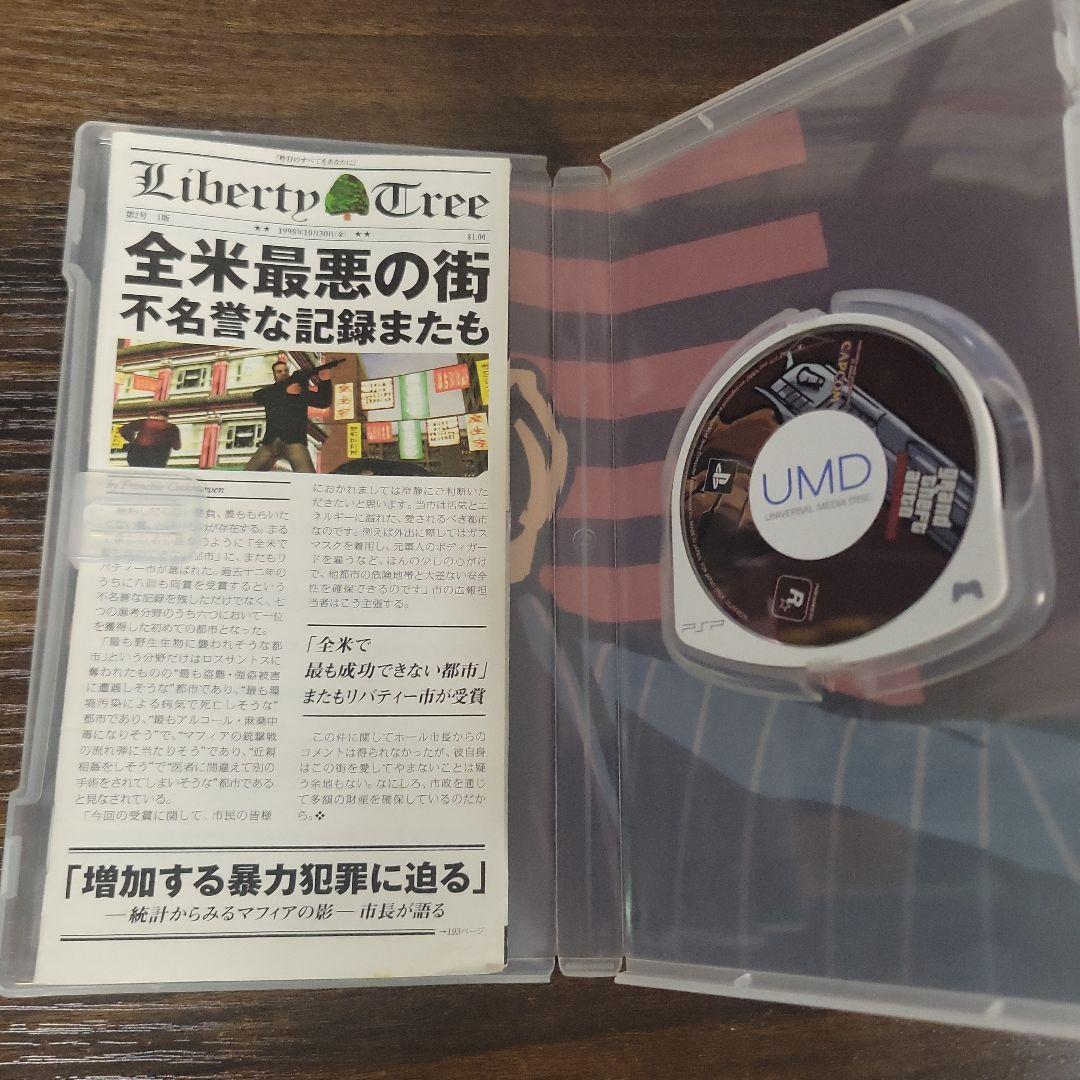 「昨日のすべてをあなたに」
Liberty Tree
第2号 1版
★★ 1998年10月30日(金) ★★
$1.00
全米最悪の街
不名誉な記録またも
by Franchie Cook
負、誰ももらいた
が存在する。まる
のように「全米で
都市」に、またもリ
バティー市が選ばれた。過去十二年の
うちに八回も同賞を受賞するという
不名誉な記録を残しただけでなく、七
つの選考分野のうち六つにおいて一位
を獲得した初めての都市となった。
「最も野生生物に襲われそうな都
市」という分野だけはロスサントスに
奪われたものの“最も盗難・強盗被害
に遭遇しそうな”都市であり、“最も環
境汚染による病気で死亡しそうな”
都市であり、“最もアルコール・麻薬中
毒になりそう”で、“マフィアの銃撃戦
の流れ弾に当たりそう”であり、“近親
相姦をしそう”で“医者に間違えて別の
手術をされてしまいそうな”都市である
と見なされている。
「今回の受賞に関して、市民の皆様
におかれましては冷静にご判断いた
だきたいと思います。当市は活気とエ
ネルギーに溢れた、愛されるべき都市
なのです。例えば外出に際してはガス
マスクを着用し、元軍人のボディガー
ドを雇うなど、ほんの少しの心がけ
で、他都市の危険地帯と大差ない安全
性を確保できるのです」市の広報担
当者はこう主張する。
「全米で
最も成功できない都市」
またもリバティー市が受賞
この件に関してホール市長からの
コメントは得られなかったが、彼自身
はこの街を愛してやまないことは疑
う余地もない。なにしろ、市政を通じ
て多額の財産を確保しているのだか
ら。❖
「増加する暴力犯罪に迫る」
―統計からみるマフィアの影― 市長が語る
→193ページ
CAPCOM
UMD
UNIVERSAL MEDIA DISC
grand
theft
auto
R
PSP